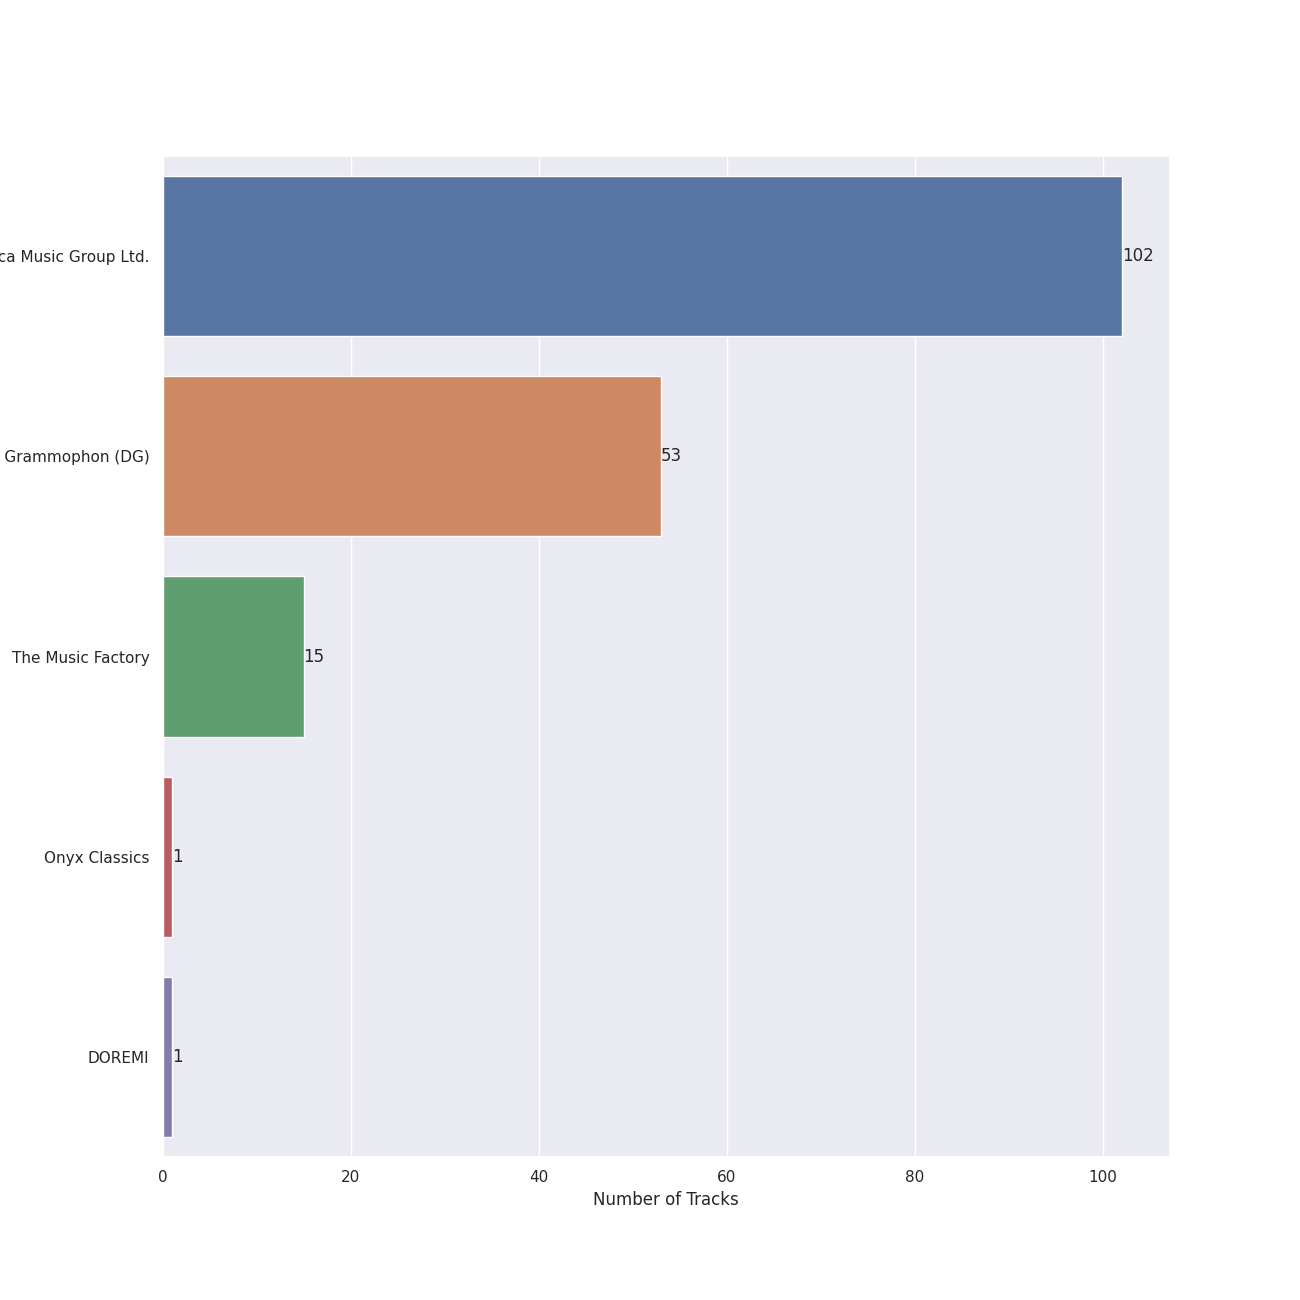 ca Music Group Ltd.
102
Grammophon (DG)
53
The Music Factory
15
Onyx Classics
1
DOREMI
1
0 20 40 60 80 100
Number of Tracks